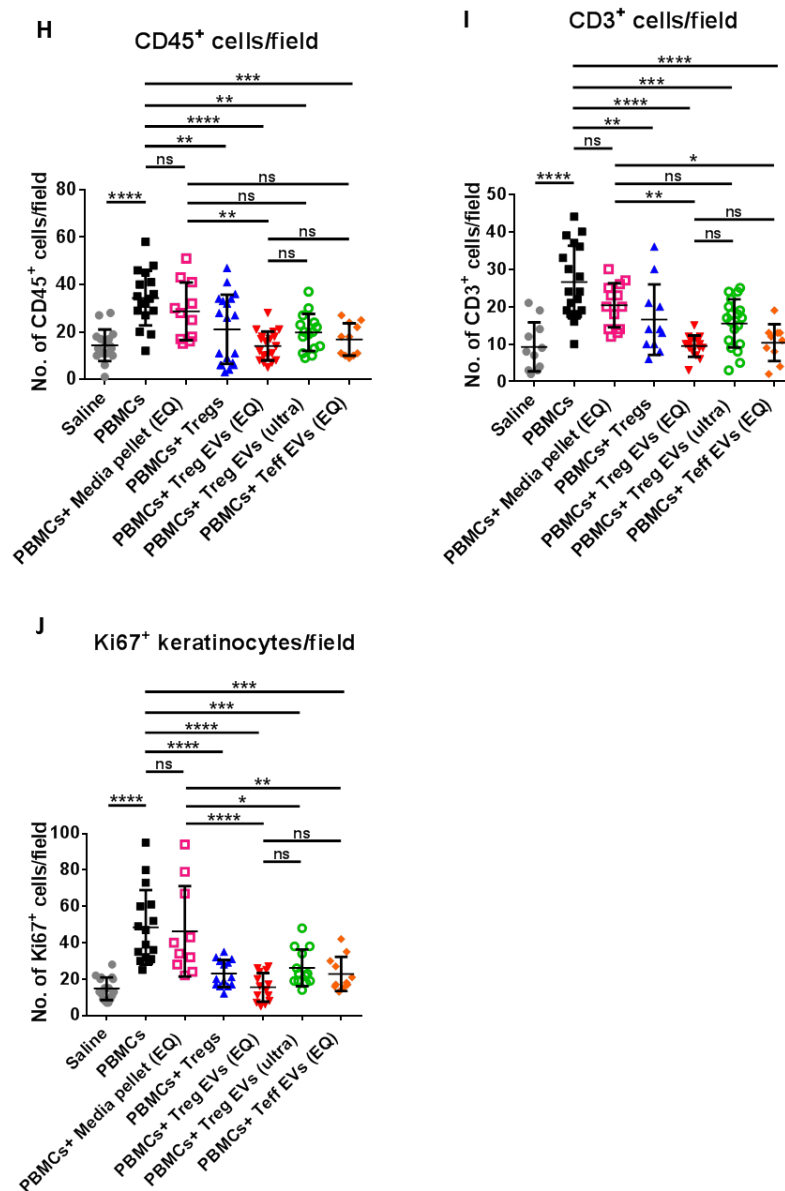 H
CD45+ cells/field
***
**
****
**
ns
ns
ns
**
ns
ns
****
No. of CD45+ cells/field
80
60
40
20
0
Saline
PBMCs
PBMCs+ Media pellet (EQ)
PBMCs+ Tregs
PBMCs+ Treg EVs (EQ)
PBMCs+ Treg EVs (ultra)
PBMCs+ Teff EVs (EQ)
I
CD3+ cells/field
****
***
****
**
ns
*
ns
**
ns
ns
****
No. of CD3+ cells/field
50
40
30
20
10
0
Saline
PBMCs
PBMCs+ Media pellet (EQ)
PBMCs+ Tregs
PBMCs+ Treg EVs (EQ)
PBMCs+ Treg EVs (ultra)
PBMCs+ Teff EVs (EQ)
J
Ki67+ keratinocytes/field
***
***
****
****
ns
**
*
****
ns
ns
****
No. of Ki67+ cells/field
100
80
60
40
20
0
Saline
PBMCs
PBMCs+ Media pellet (EQ)
PBMCs+ Tregs
PBMCs+ Treg EVs (EQ)
PBMCs+ Treg EVs (ultra)
PBMCs+ Teff EVs (EQ)